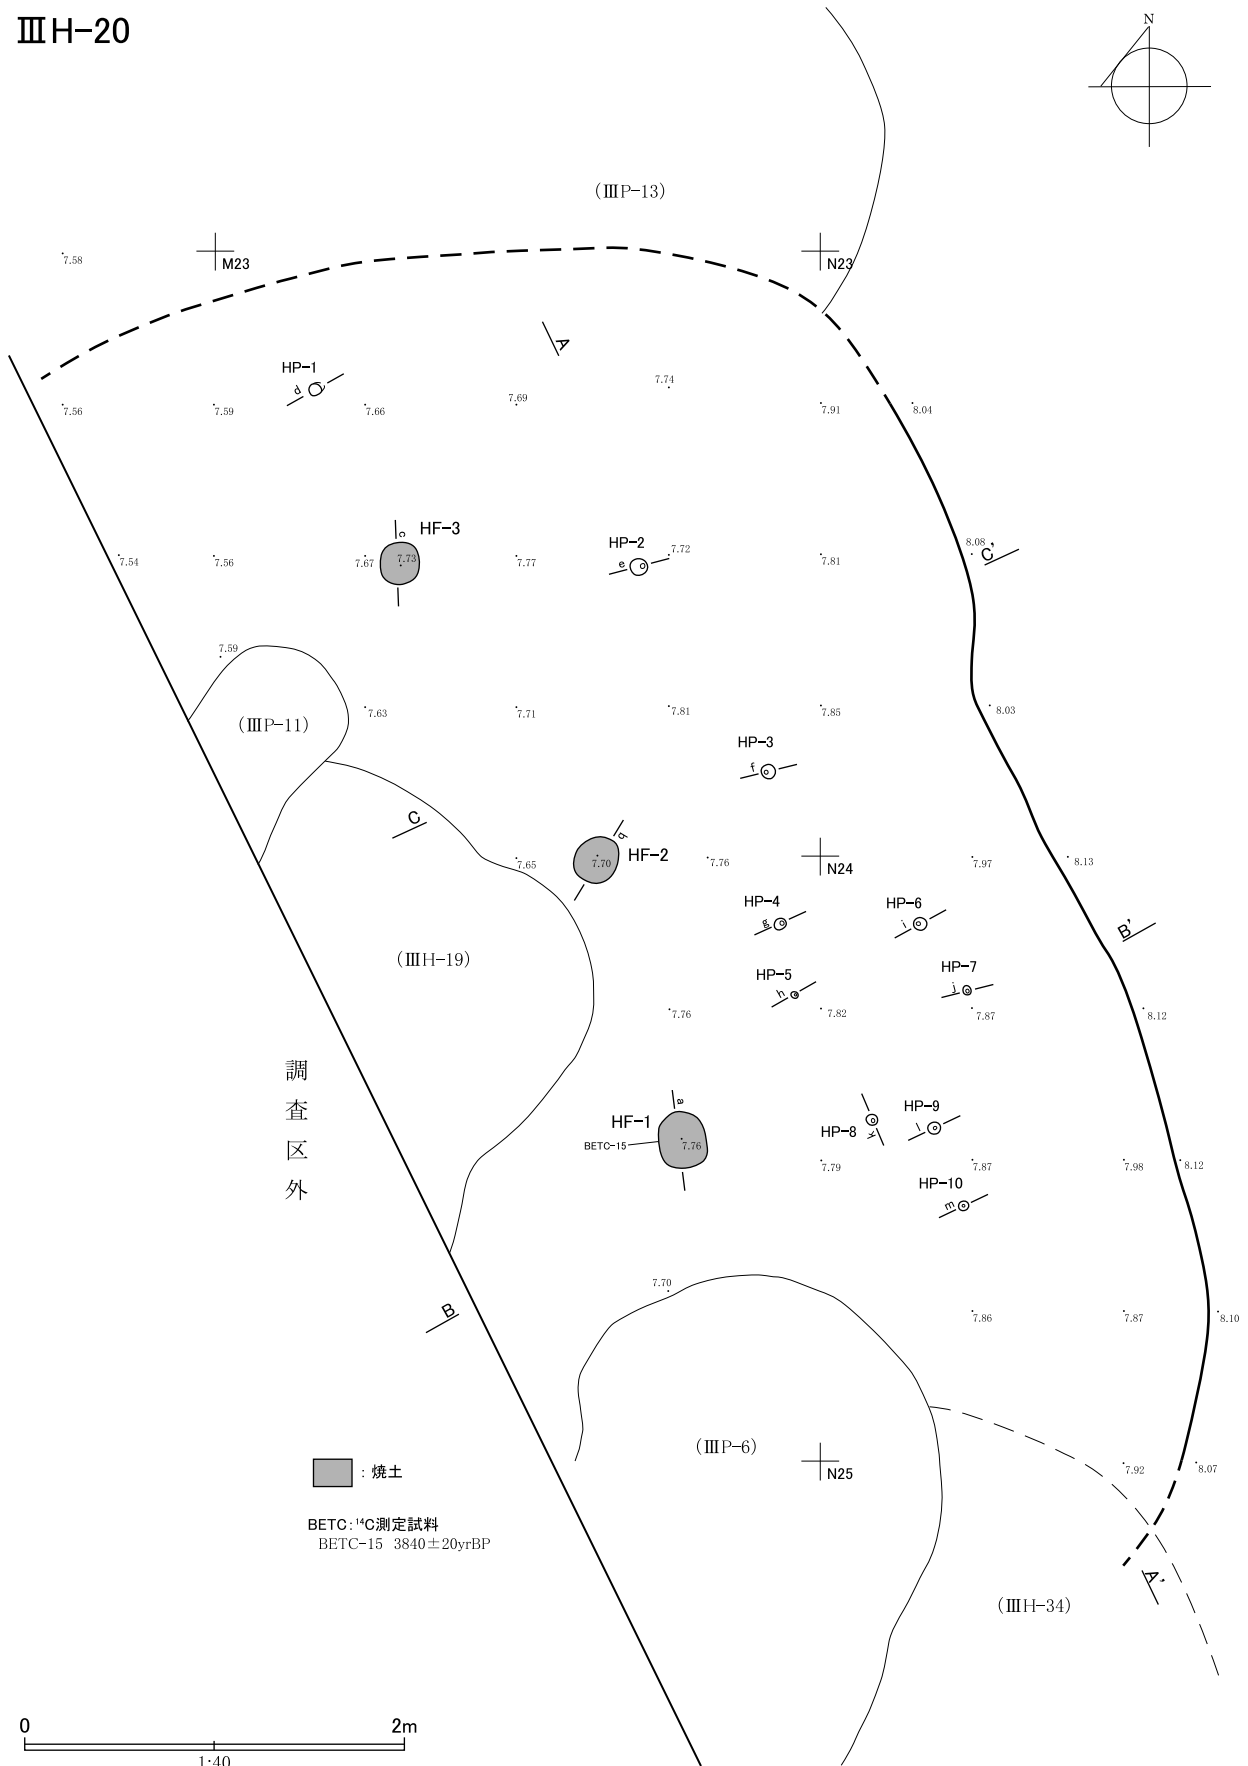 ⅢH-20
N
(ⅢP-13)
7.58
M23
N23
A
HP-1
d
7.74
7.56
7.59
7.66
7.69
7.91
8.04
HF-3
c
HP-2
e
7.54
7.56
7.67
7.73
7.77
7.72
7.81
8.08
C'
7.59
(ⅢP-11)
7.63
7.71
7.81
7.85
8.03
HP-3
f
C
b
HF-2
7.65
7.70
7.76
N24
7.97
8.13
HP-4
g
HP-6
i
B'
(ⅢH-19)
HP-5
h
HP-7
j
7.76
7.82
7.87
8.12
調査区外
a
HF-1
BETC-15
7.76
HP-8
k
HP-9
l
7.79
7.87
7.98
8.12
HP-10
m
7.70
B
7.86
7.87
8.10
(ⅢP-6)
N25
7.92
8.07
:焼土
BETC:¹⁴C測定試料
BETC-15 3840±20yrBP
A'
(ⅢH-34)
0 2m
1:40